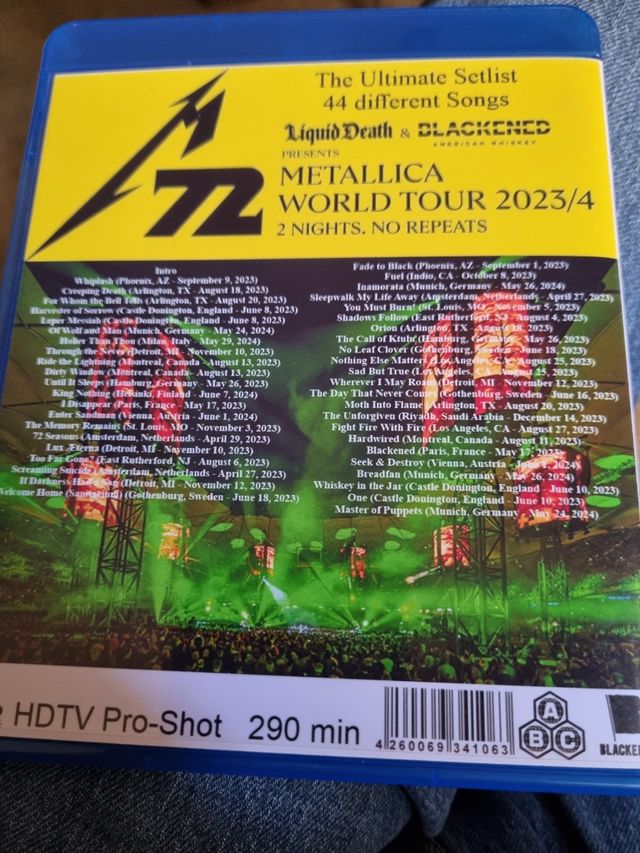 The Ultimate Setlist
44 different Songs
Liquid Death & BLACKENED
AMERICAN WHISKEY
PRESENTS
M72
METALLICA
WORLD TOUR 2023/4
2 NIGHTS. NO REPEATS
Intro
Whiplash (Phoenix, AZ - September 9, 2023)
Creeping Death (Arlington, TX - August 18, 2023)
For Whom the Bell Tolls (Arlington, TX - August 20, 2023)
Harvester of Sorrow (Castle Donington, England - June 8, 2023)
Leper Messiah (Castle Donington, England - June 8, 2023)
Of Wolf and Man (Munich, Germany - May 24, 2024)
Holier Than Thou (Milan, Italy - May 29, 2024)
Through the Never (Detroit, MI - November 10, 2023)
Ride the Lightning (Montreal, Canada - August 13, 2023)
Dirty Window (Montreal, Canada - August 13, 2023)
Until It Sleeps (Hamburg, Germany - May 26, 2023)
King Nothing (Helsinki, Finland - June 7, 2024)
I Disappear (Paris, France - May 17, 2023)
Enter Sandman (Vienna, Austria - June 1, 2024)
The Memory Remains (St. Louis, MO - November 3, 2023)
72 Seasons (Amsterdam, Netherlands - April 29, 2023)
Lux Æterna (Detroit, MI - November 10, 2023)
Too Far Gone? (East Rutherford, NJ - August 6, 2023)
Screaming Suicide (Amsterdam, Netherlands - April 27, 2023)
If Darkness Had a Son (Detroit, MI - November 12, 2023)
Welcome Home (Sanitarium) (Gothenburg, Sweden - June 18, 2023)
Fade to Black (Phoenix, AZ - September 1, 2023)
Fuel (Indio, CA - October 8, 2023)
Inamorata (Munich, Germany - May 26, 2024)
Sleepwalk My Life Away (Amsterdam, Netherlands - April 27, 2023)
You Must Burn! (St. Louis, MO - November 5, 2023)
Shadows Follow (East Rutherford, NJ - August 4, 2023)
Orion (Arlington, TX - August 18, 2023)
The Call of Ktulu (Hamburg, Germany - May 26, 2023)
No Leaf Clover (Gothenburg, Sweden - June 18, 2023)
Nothing Else Matters (Los Angeles, CA - August 25, 2023)
Sad But True (Los Angeles, CA - August 25, 2023)
Wherever I May Roam (Detroit, MI - November 12, 2023)
The Day That Never Comes (Gothenburg, Sweden - June 16, 2023)
Moth Into Flame (Arlington, TX - August 20, 2023)
The Unforgiven (Riyadh, Saudi Arabia - December 14, 2023)
Fight Fire With Fire (Los Angeles, CA - August 27, 2023)
Hardwired (Montreal, Canada - August 11, 2023)
Blackened (Paris, France - May 17, 2023)
Seek & Destroy (Vienna, Austria - June 1, 2024)
Breadfan (Munich, Germany - May 26, 2024)
Whiskey in the Jar (Castle Donington, England - June 10, 2023)
One (Castle Donington, England - June 10, 2023)
Master of Puppets (Munich, Germany - May 24, 2024)
HDTV Pro-Shot 290 min
4 260069 341063
A B C
BLACKE